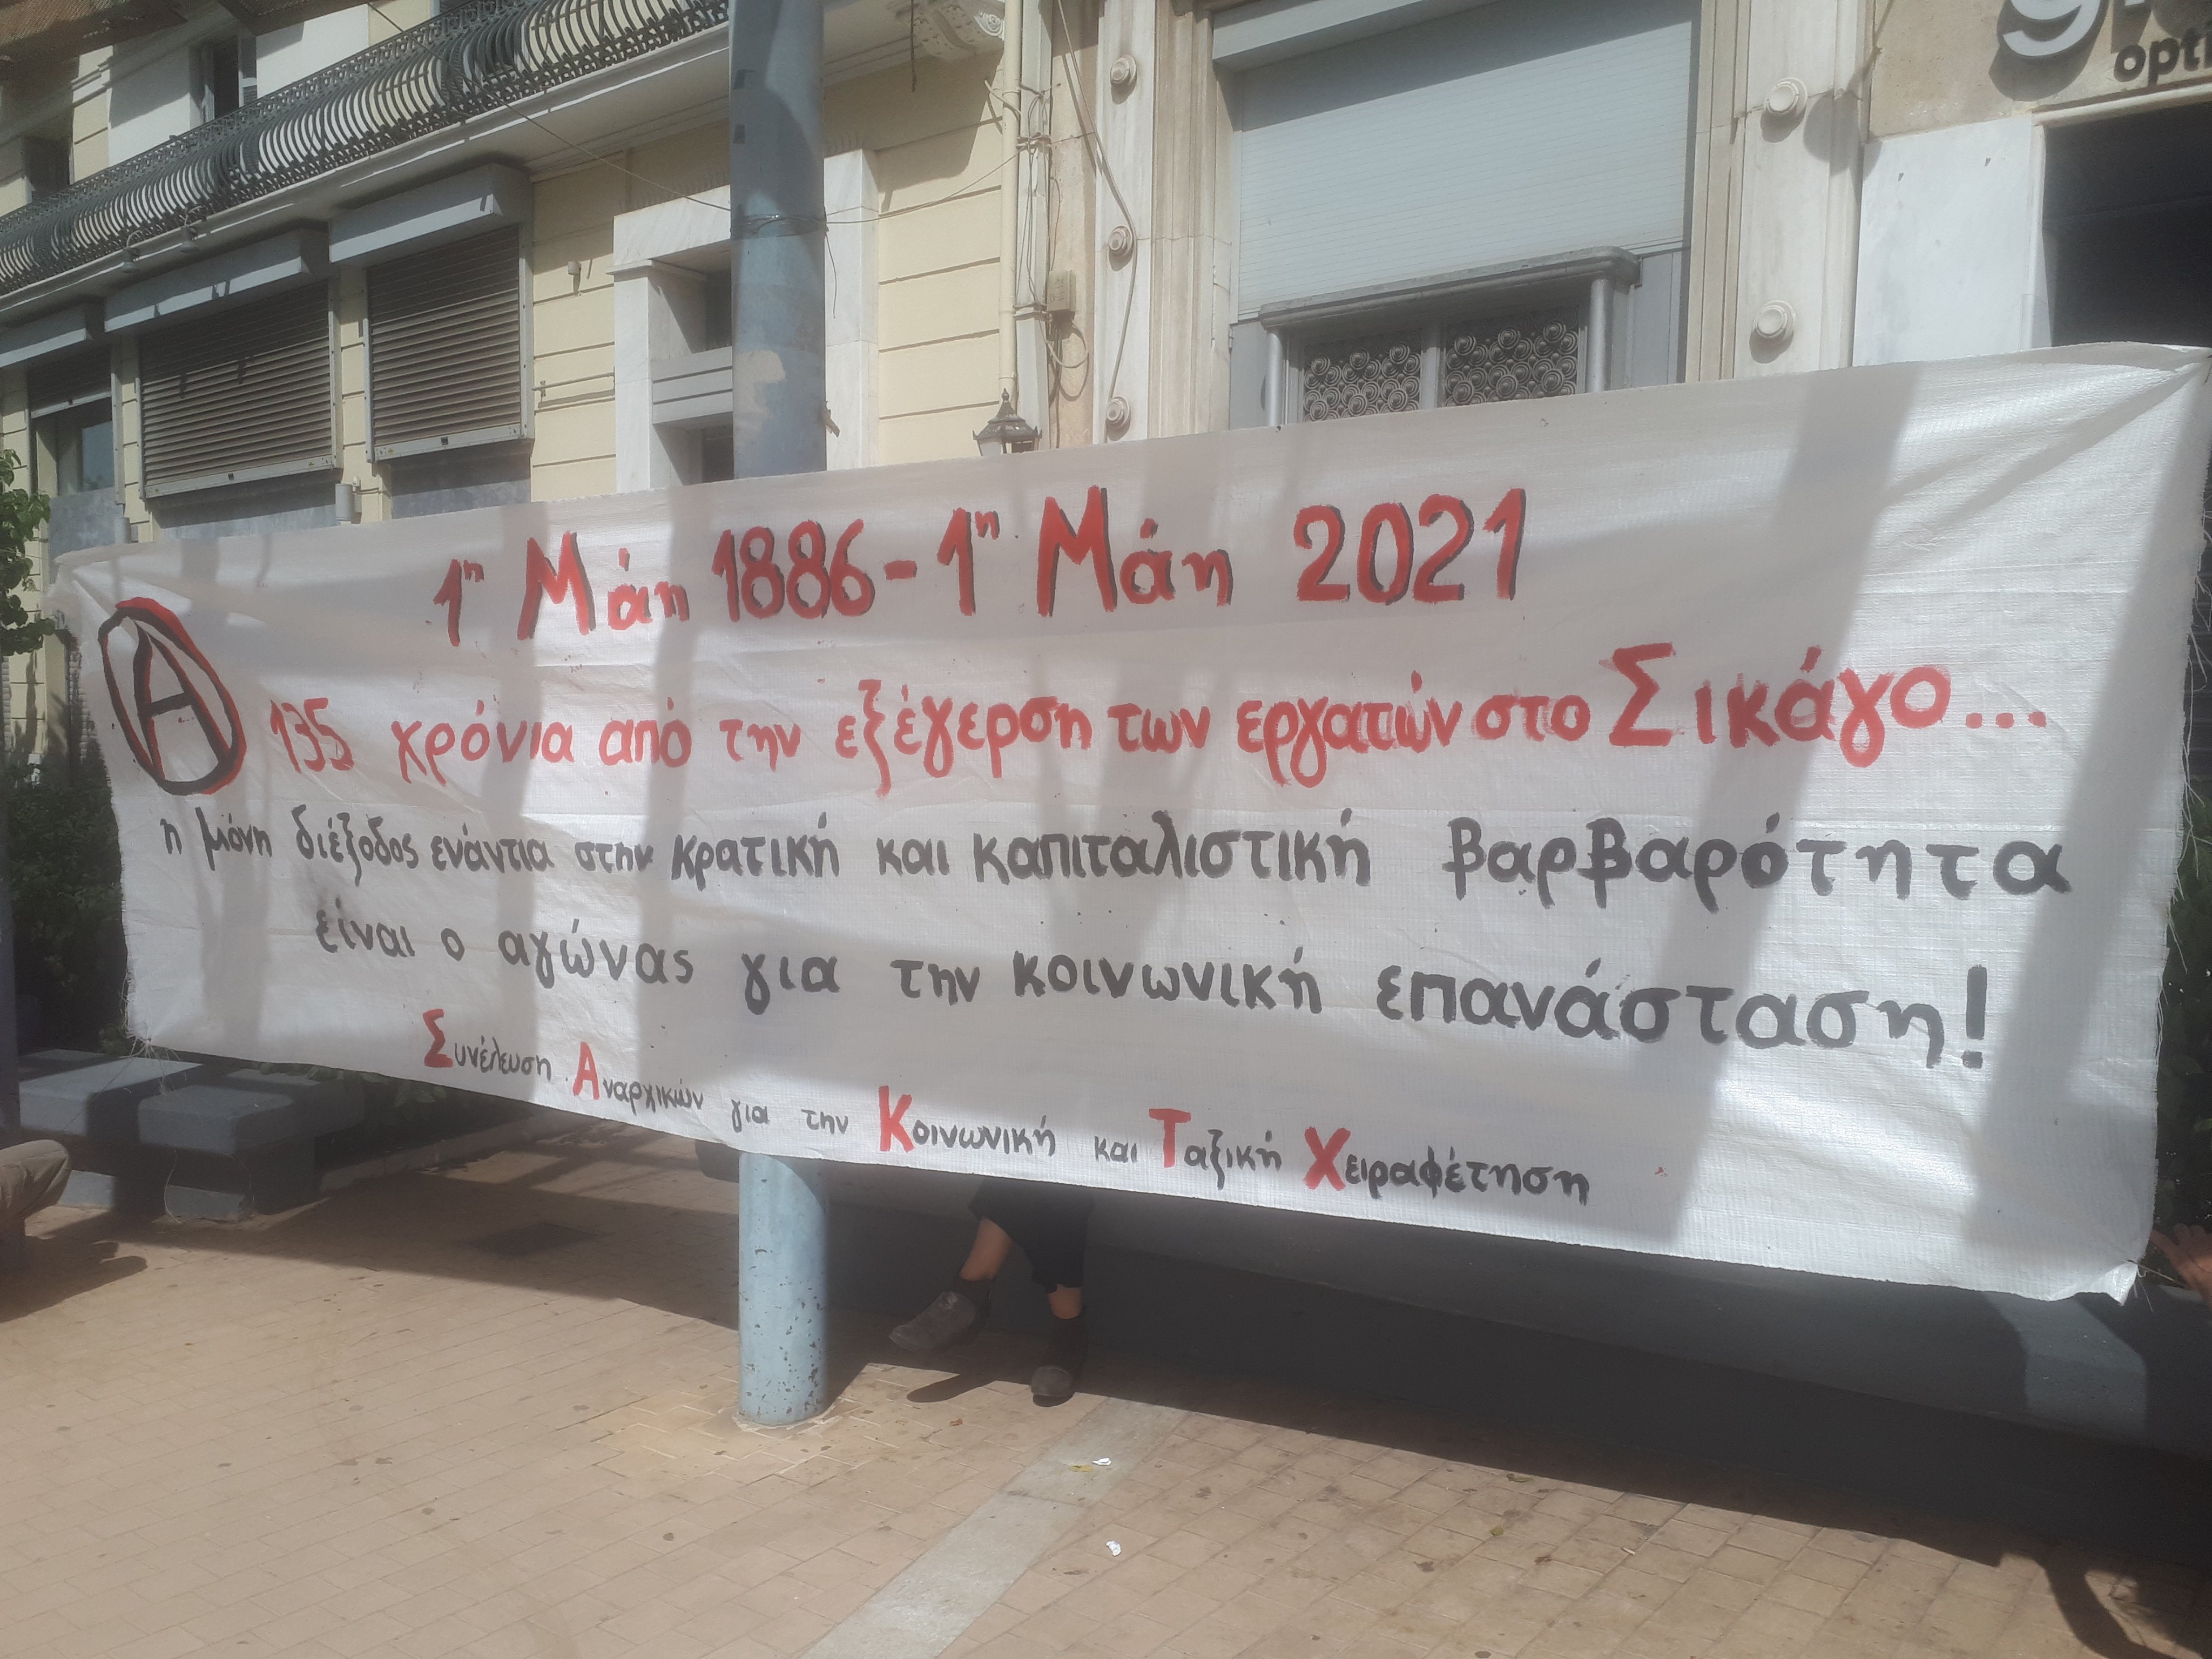 1η Μάη 1886 - 1η Μάη 2021
135 χρόνια από την εξέγερση των εργατών στο Σικάγο...
η μόνη διέξοδος ενάντια στην κρατική και καπιταλιστική βαρβαρότητα
είναι ο αγώνας για την κοινωνική επανάσταση!
Συνέλευση Αναρχικών για την Κοινωνική και Ταξική Χειραφέτηση